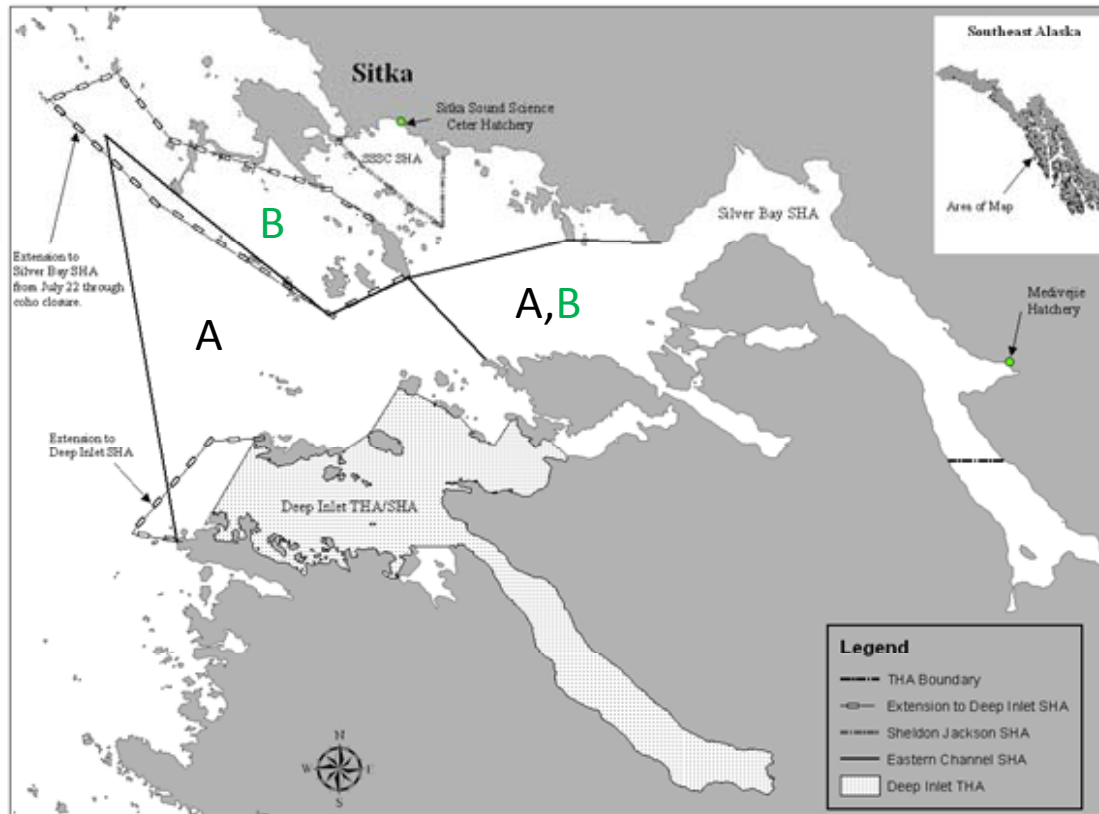 Southeast Alaska
Area of Map
Sitka
Sitka Sound Science
Ceter Hatchery
SSSC SHA
Silver Bay SHA
B
Extension to
Silver Bay SHA
from July 22 through
coho closure.
Medivejie
Hatchery
A
A,B
Extension to
Deep Inlet SHA
Deep Inlet THA/SHA
N
W
E
S
Legend
THA Boundary
Extension to Deep Inlet SHA
Sheldon Jackson SHA
Eastern Channel SHA
Deep Inlet THA